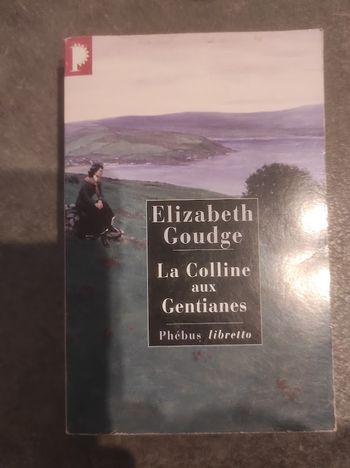 Elizabeth
Goudge
La Colline
aux
Gentianes
Phébus libretto